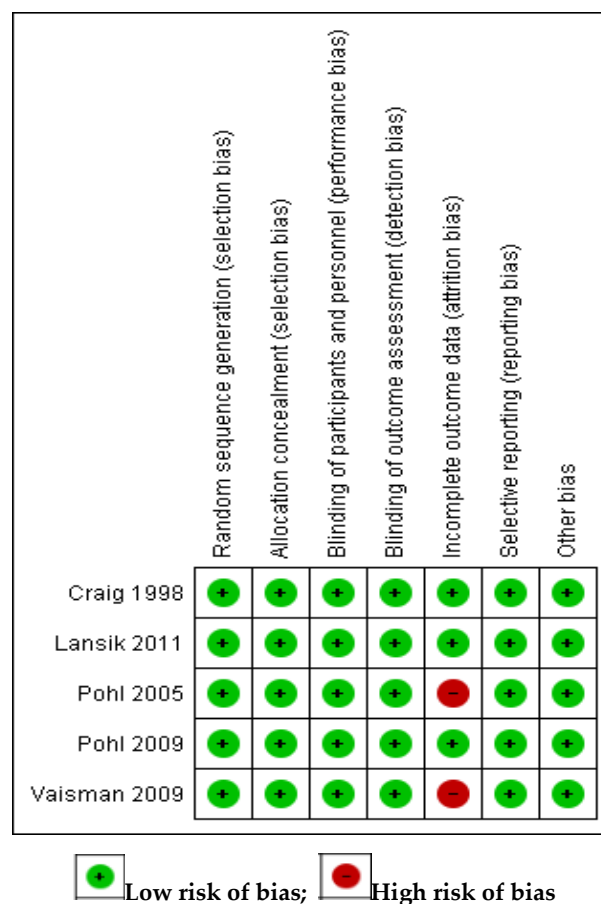 Random sequence generation (selection bias)
Allocation concealment (selection bias)
Blinding of participants and personnel (performance bias)
Blinding of outcome assessment (detection bias)
Incomplete outcome data (attrition bias)
Selective reporting (reporting bias)
Other bias
Craig 1998 + + + + + + +
Lansik 2011 + + + + + + +
Pohl 2005 + + + + - + +
Pohl 2009 + + + + + + +
Vaisman 2009 + + + + - + +
+ Low risk of bias; - High risk of bias